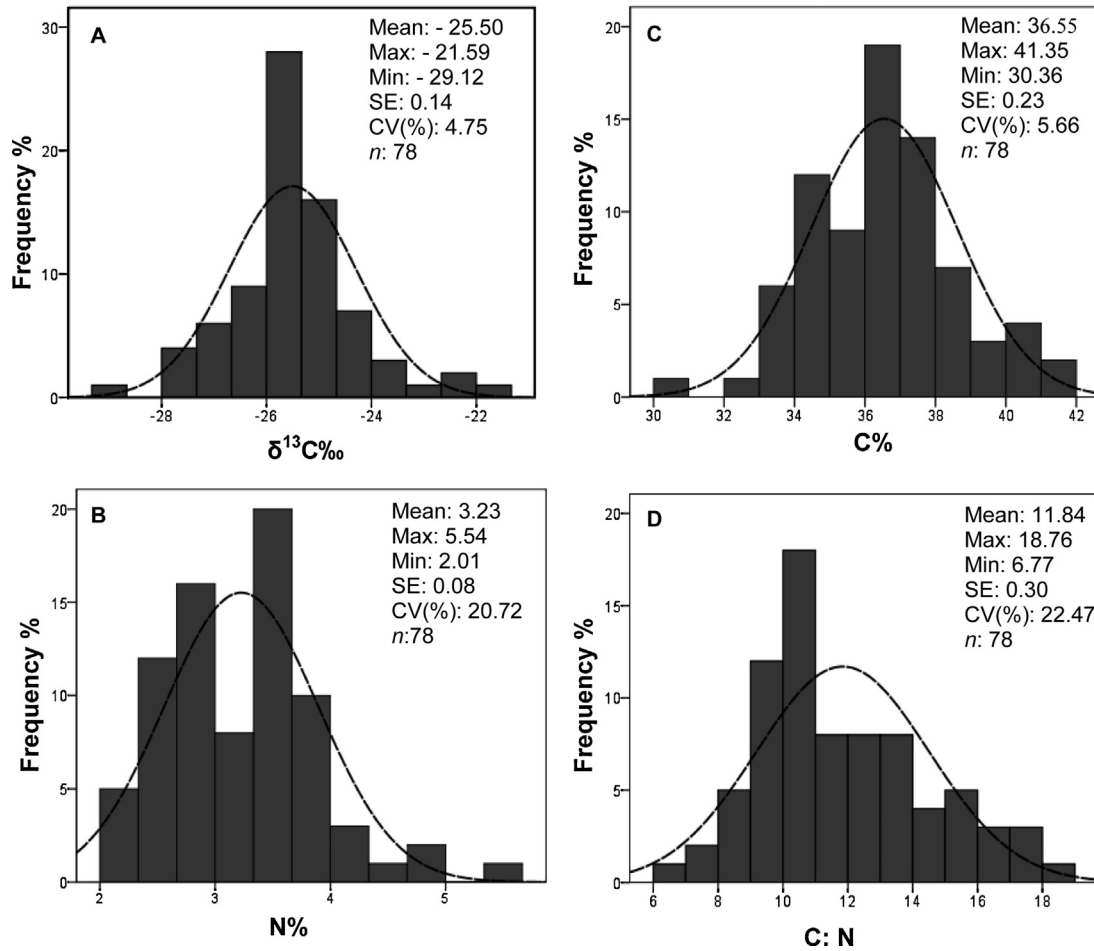 A
Mean: - 25.50
Max: - 21.59
Min: - 29.12
SE: 0.14
CV(%): 4.75
n: 78
Frequency %
30
20
10
0
-28 -26 -24 -22
δ¹³C‰
C
Mean: 36.55
Max: 41.35
Min: 30.36
SE: 0.23
CV(%): 5.66
n: 78
Frequency %
20
15
10
5
0
30 32 34 36 38 40 42
C%
B
Mean: 3.23
Max: 5.54
Min: 2.01
SE: 0.08
CV(%): 20.72
n:78
Frequency %
20
15
10
5
0
2 3 4 5
N%
D
Mean: 11.84
Max: 18.76
Min: 6.77
SE: 0.30
CV(%): 22.47
n: 78
Frequency %
20
15
10
5
0
6 8 10 12 14 16 18
C: N